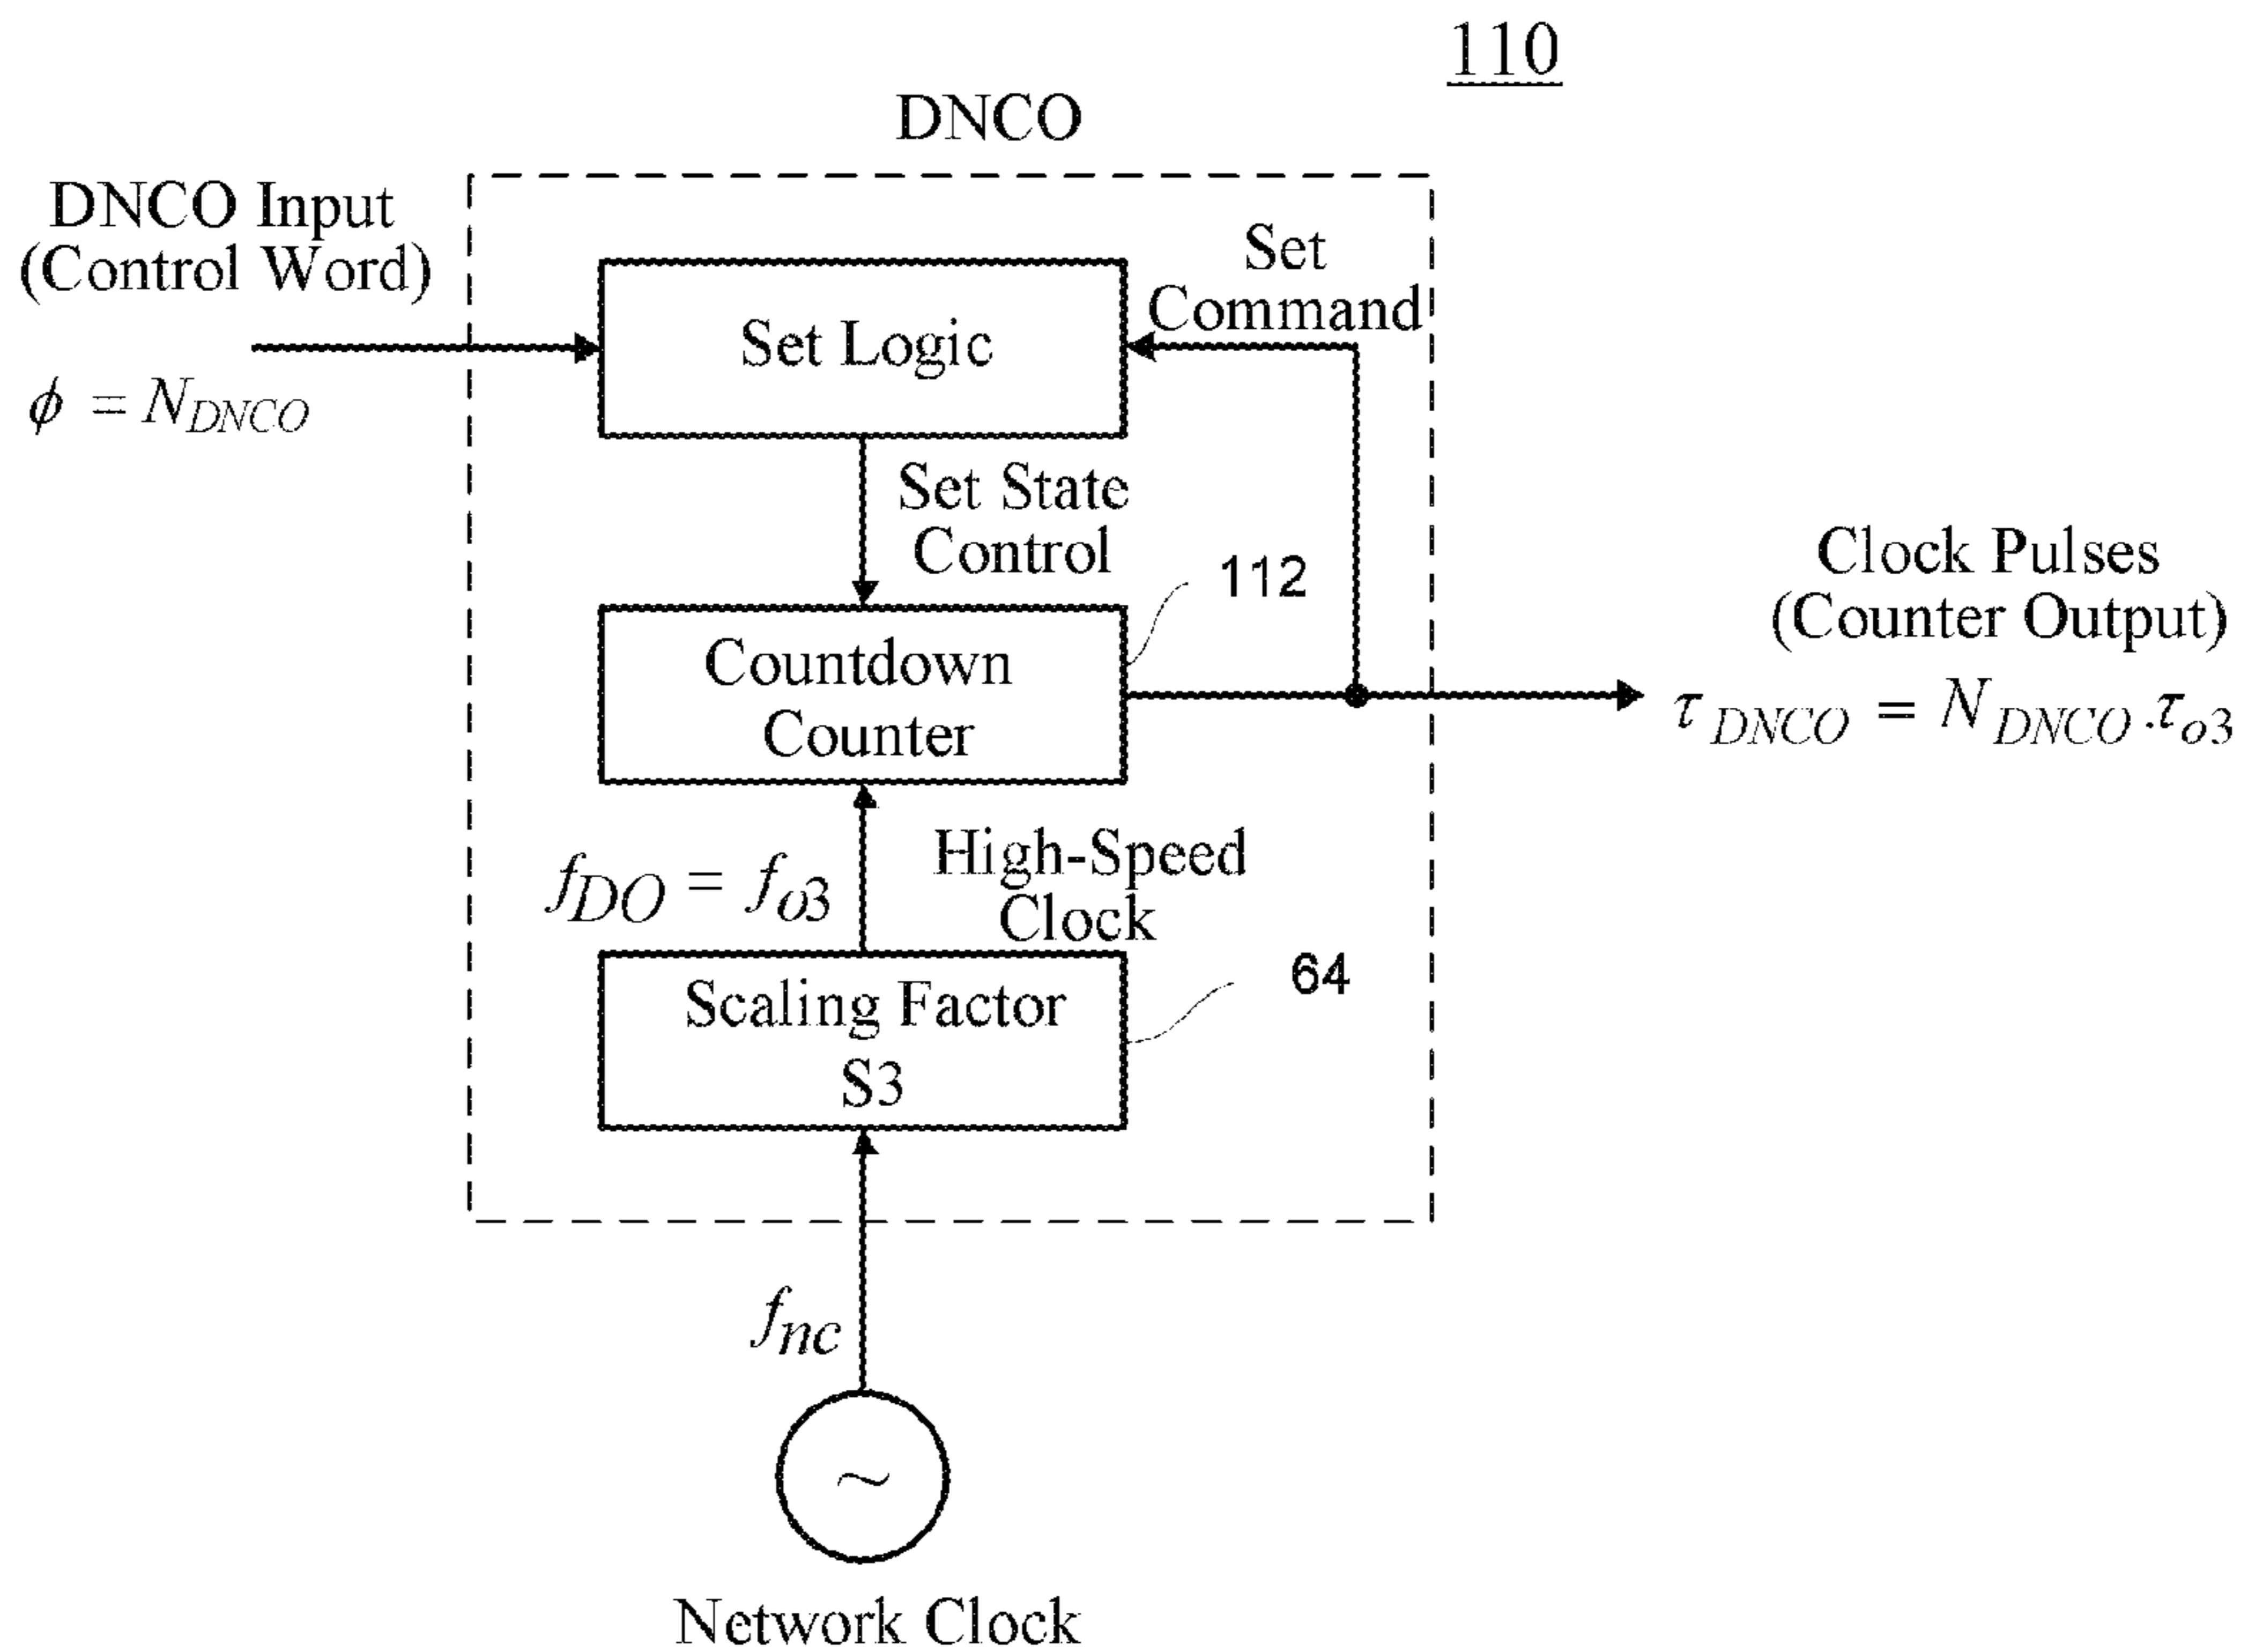 110
DNCO
DNCO Input
(Control Word)
ϕ = N_DNCO
Set
Command
Set Logic
Set State
Control
112
Countdown
Counter
Clock Pulses
(Counter Output)
τ_DNCO = N_DNCO.τ_o3
f_DO = f_o3
High-Speed
Clock
64
Scaling Factor
S3
f_nc
~
Network Clock